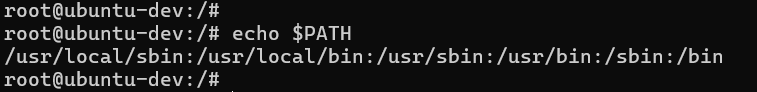 root@ubuntu-dev:/#
root@ubuntu-dev:/# echo $PATH
/usr/local/sbin:/usr/local/bin:/usr/sbin:/usr/bin:/sbin:/bin
root@ubuntu-dev:/#